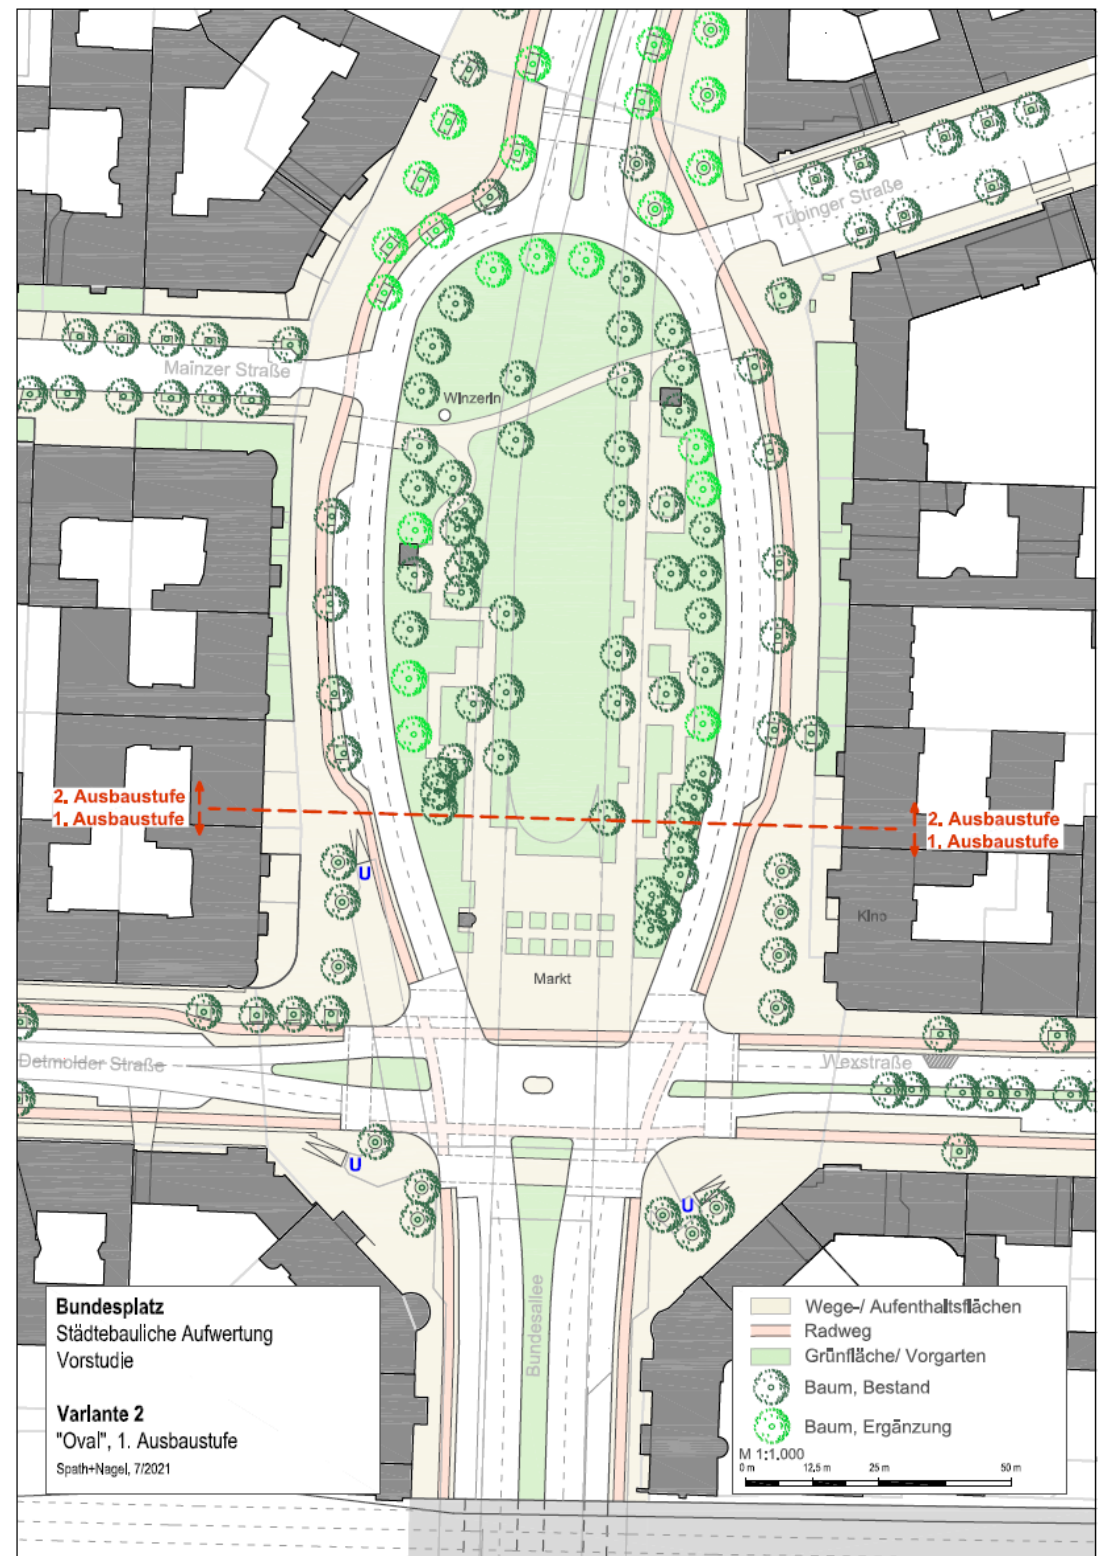 Tübinger Straße
Mainzer Straße
Winzerin
2. Ausbaustufe
1. Ausbaustufe
2. Ausbaustufe
1. Ausbaustufe
U
Kino
Markt
Detmolder Straße
Wexstraße
U
U
Bundesallee
Bundesplatz
Städtebauliche Aufwertung
Vorstudie
Variante 2
"Oval", 1. Ausbaustufe
Spath+Nagel, 7/2021
Wege-/ Aufenthaltsflächen
Radweg
Grünfläche/ Vorgarten
Baum, Bestand
Baum, Ergänzung
M 1:1.000
0 m 12,5 m 25 m 50 m